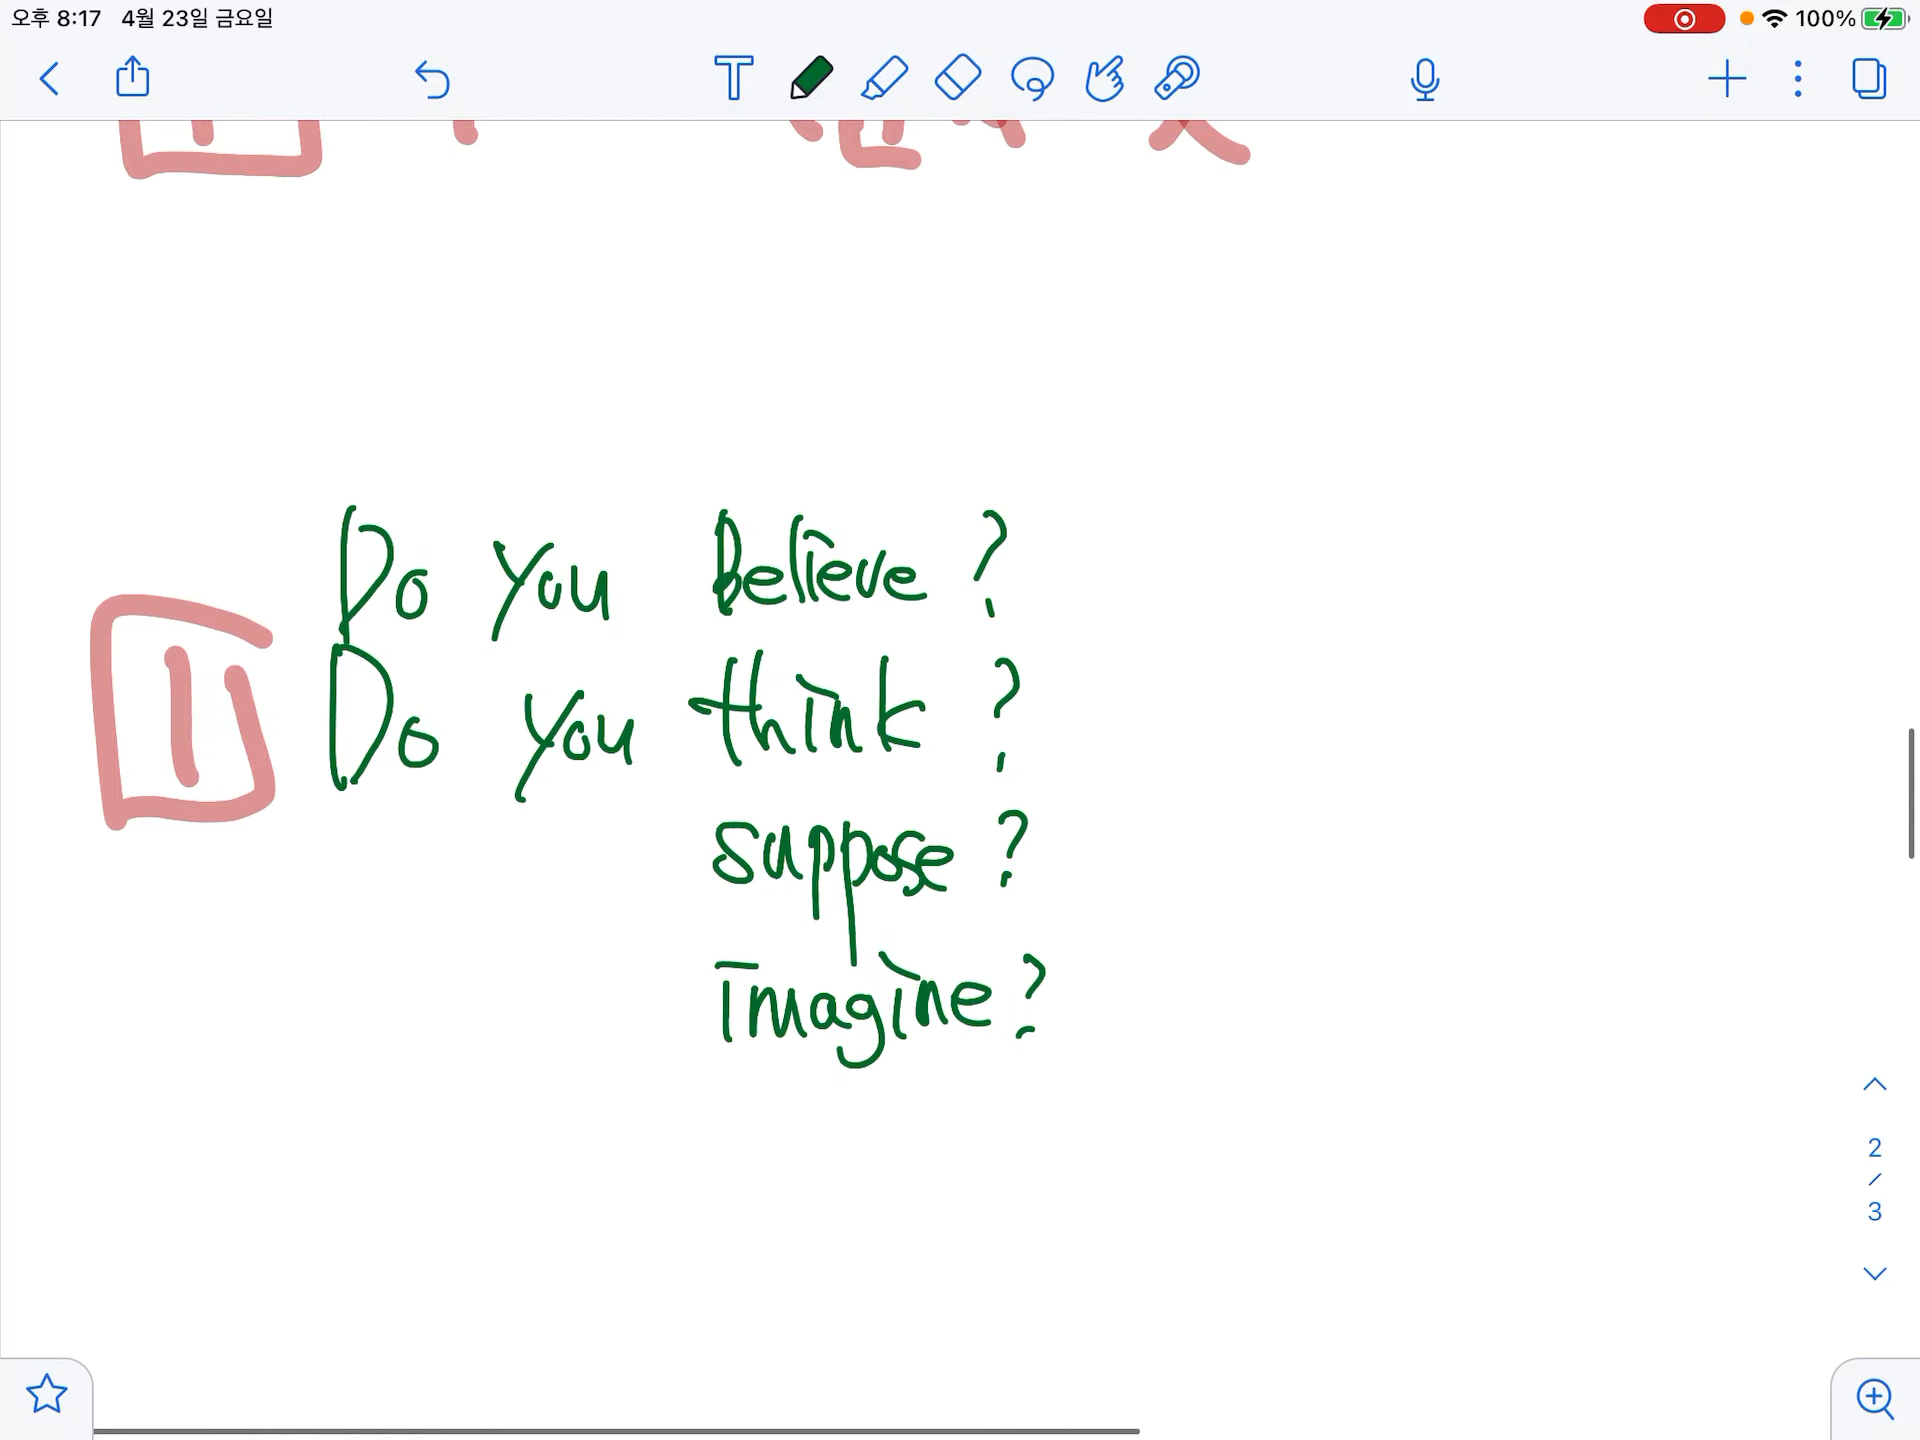 오후 8:17 4월 23일 금요일
100%
Do you Believe ?
1 Do you think ?
suppose ?
imagine ?
2
/
3